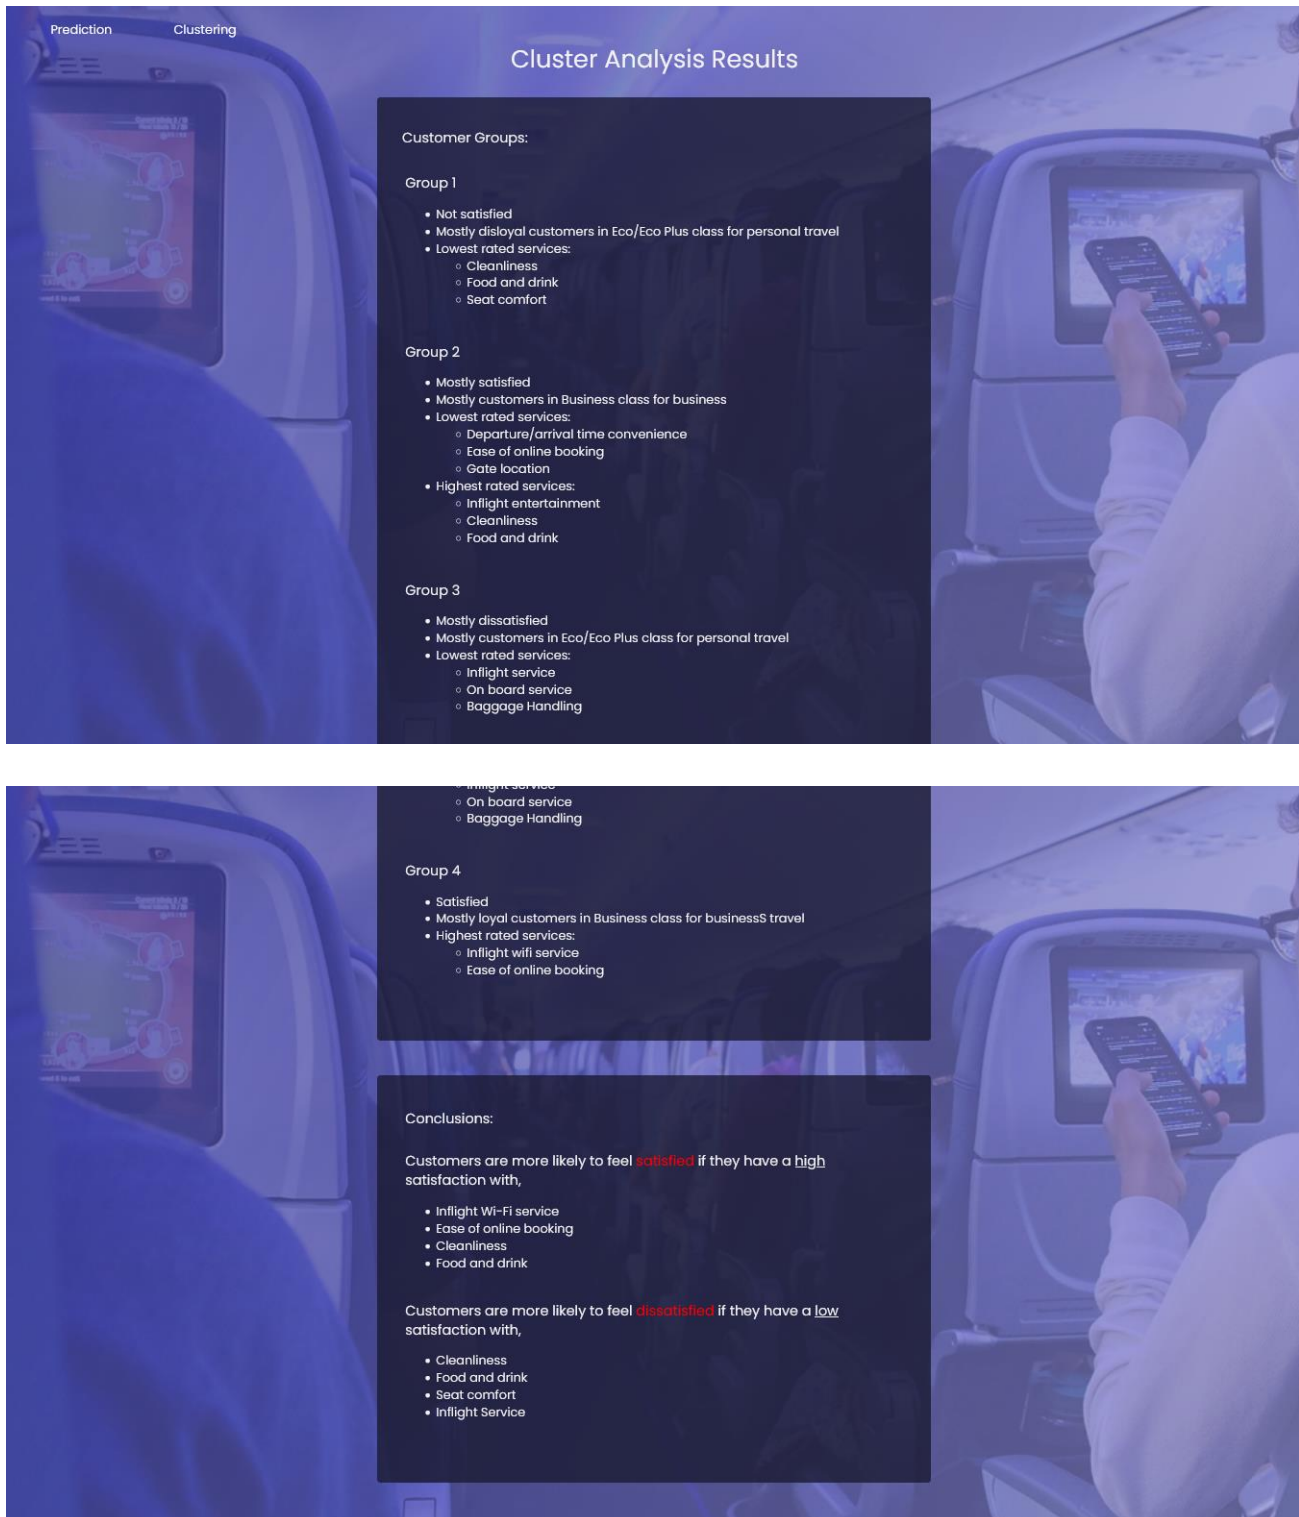 Prediction
Clustering
Cluster Analysis Results
Customer Groups:
Group 1
Not satisfied
Mostly disloyal customers in Eco/Eco Plus class for personal travel
Lowest rated services:
Cleanliness
Food and drink
Seat comfort
Group 2
Mostly satisfied
Mostly customers in Business class for business
Lowest rated services:
Departure/arrival time convenience
Ease of online booking
Gate location
Highest rated services:
Inflight entertainment
Cleanliness
Food and drink
Group 3
Mostly dissatisfied
Mostly customers in Eco/Eco Plus class for personal travel
Lowest rated services:
Inflight service
On board service
Baggage Handling
Inflight service
On board service
Baggage Handling
Group 4
Satisfied
Mostly loyal customers in Business class for businessS travel
Highest rated services:
Inflight wifi service
Ease of online booking
Conclusions:
Customers are more likely to feel satisfied if they have a high
satisfaction with,
Inflight Wi-Fi service
Ease of online booking
Cleanliness
Food and drink
Customers are more likely to feel dissatisfied if they have a low
satisfaction with,
Cleanliness
Food and drink
Seat comfort
Inflight Service